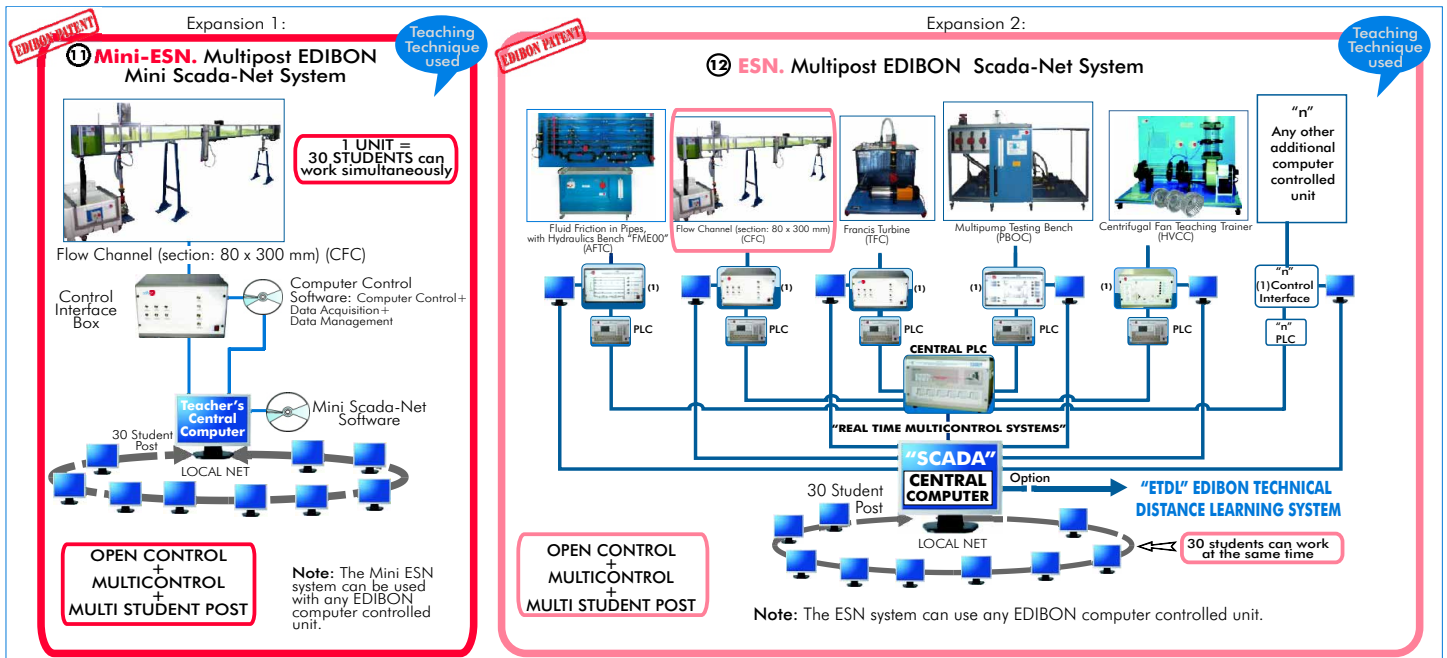 Expansion 1:
EDIBON PATENT
Teaching
Technique
used
11 Mini-ESN. Multipost EDIBON
Mini Scada-Net System
1 UNIT =
30 STUDENTS can
work simultaneously
Flow Channel (section: 80 x 300 mm) (CFC)
Control
Interface
Box
Computer Control
Software: Computer Control+
Data Acquisition+
Data Management
Teacher's
Central
Computer
Mini Scada-Net
Software
30 Student
Post
LOCAL NET
OPEN CONTROL
+
MULTICONTROL
+
MULTI STUDENT POST
Note: The Mini ESN
system can be used
with any EDIBON
computer controlled
unit.
Expansion 2:
EDIBON PATENT
Teaching
Technique
used
12 ESN. Multipost EDIBON Scada-Net System
Fluid Friction in Pipes,
with Hydraulics Bench "FME00"
(AFTC)
Flow Channel (section: 80 x 300 mm)
(CFC)
Francis Turbine
(TFC)
Multipump Testing Bench
(PBOC)
Centrifugal Fan Teaching Trainer
(HVCC)
"n"
Any other
additional
computer
controlled
unit
(1)
(1)
(1)
(1)
(1)
"n"
(1)Control
Interface
PLC
PLC
PLC
PLC
PLC
"n"
PLC
CENTRAL PLC
"REAL TIME MULTICONTROL SYSTEMS"
"SCADA"
CENTRAL
COMPUTER
Option
"ETDL" EDIBON TECHNICAL
DISTANCE LEARNING SYSTEM
30 Student
Post
LOCAL NET
30 students can work
at the same time
OPEN CONTROL
+
MULTICONTROL
+
MULTI STUDENT POST
Note: The ESN system can use any EDIBON computer controlled unit.